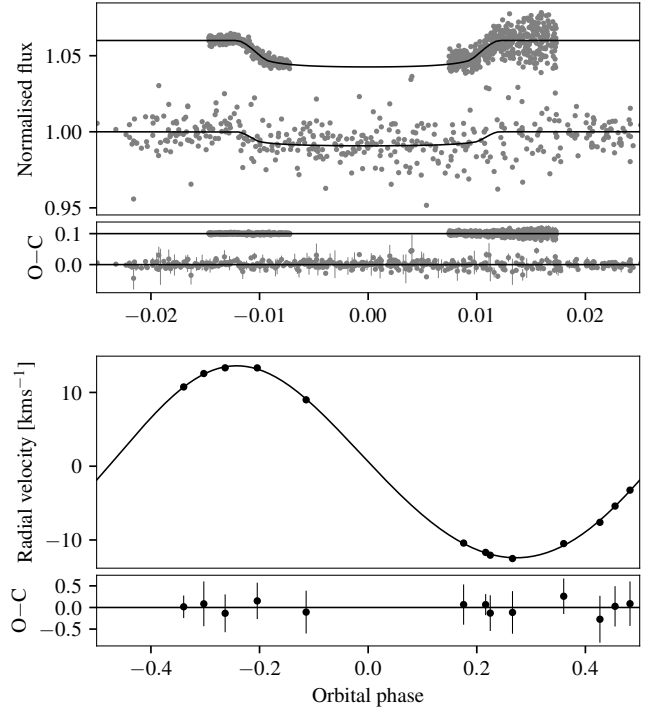 Normalised flux
1.05
1.00
0.95
O−C
0.1
0.0
−0.02 −0.01 0.00 0.01 0.02
Radial velocity [kms⁻¹]
10
0
−10
O−C
0.5
0.0
−0.5
−0.4 −0.2 0.0 0.2 0.4
Orbital phase